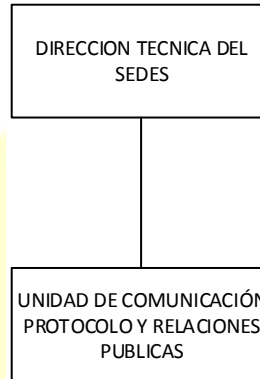 DIRECCION TECNICA DEL
SEDES
UNIDAD DE COMUNICACIÓN
PROTOCOLO Y RELACIONES
PUBLICAS